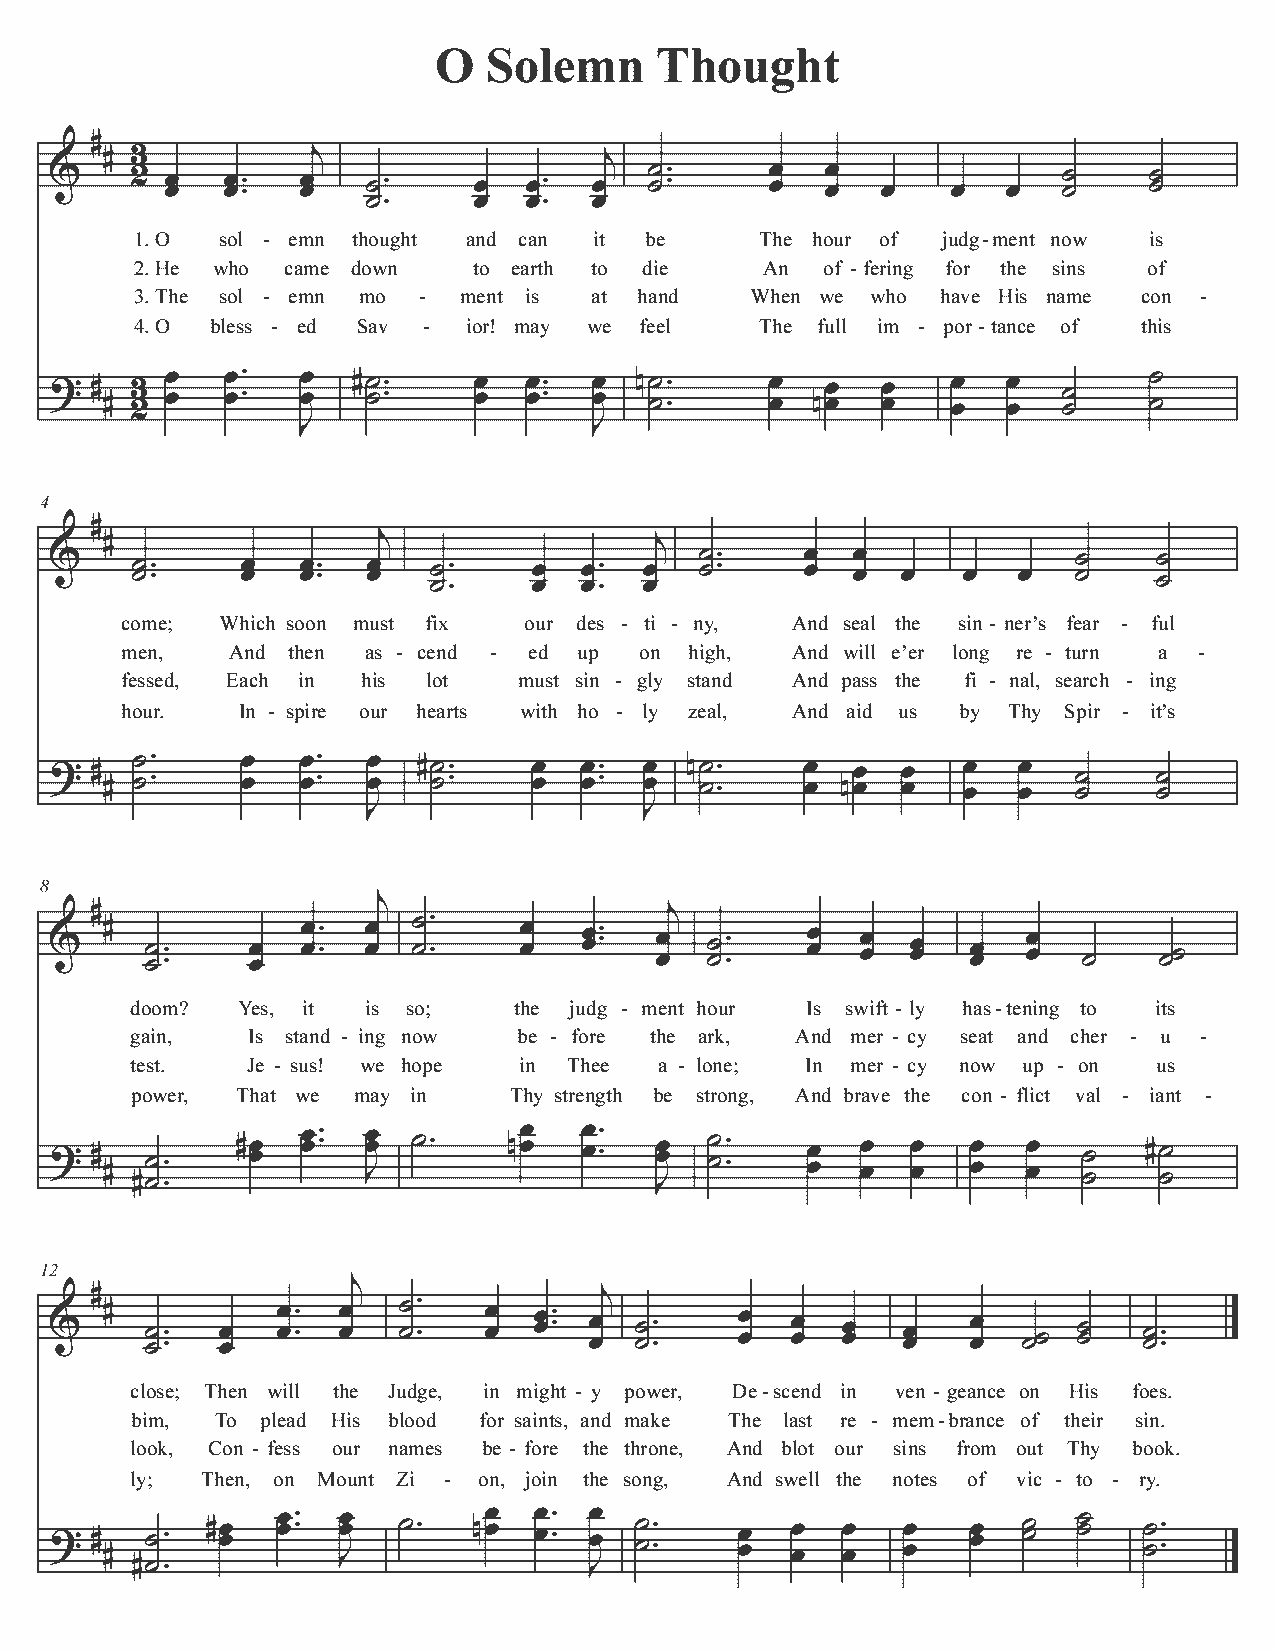 O Solemn Thought
1. O sol - emn thought and can it be The hour of judg - ment now is
2. He who came down to earth to die An of - fering for the sins of
3. The sol - emn mo - ment is at hand When we who have His name con -
4. O bless - ed Sav - ior! may we feel The full im - por - tance of this
4
come; Which soon must fix our des - ti - ny, And seal the sin - ner’s fear - ful
men, And then as - cend - ed up on high, And will e’er long re - turn a -
fessed, Each in his lot must sin - gly stand And pass the fi - nal, search - ing
hour. In - spire our hearts with ho - ly zeal, And aid us by Thy Spir - it’s
8
doom? Yes, it is so; the judg - ment hour Is swift - ly has - tening to its
gain, Is stand - ing now be - fore the ark, And mer - cy seat and cher - u -
test. Je - sus! we hope in Thee a - lone; In mer - cy now up - on us
power, That we may in Thy strength be strong, And brave the con - flict val - iant -
12
close; Then will the Judge, in might - y power, De - scend in ven - geance on His foes.
bim, To plead His blood for saints, and make The last re - mem - brance of their sin.
look, Con - fess our names be - fore the throne, And blot our sins from out Thy book.
ly; Then, on Mount Zi - on, join the song, And swell the notes of vic - to - ry.